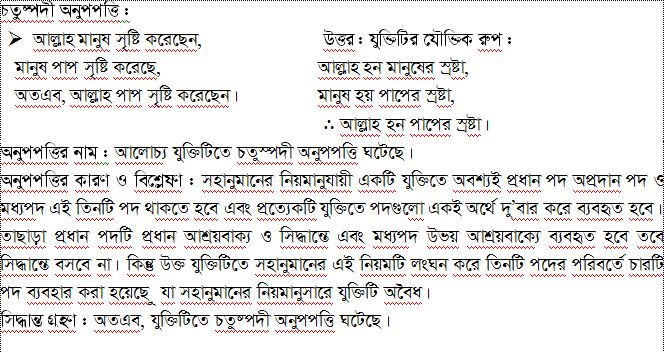 চতুষ্পদী অনুপপত্তি :
➢ আল্লাহ মানুষ সৃষ্টি করেছেন, উত্তর : যুক্তিটির যৌক্তিক রুপ :
মানুষ পাপ সৃষ্টি করেছে, আল্লাহ হন মানুষের স্রষ্টা,
অতএব, আল্লাহ পাপ সৃষ্টি করেছেন। মানুষ হয় পাপের স্রষ্টা,
∴ আল্লাহ হন পাপের স্রষ্টা।
অনুপপত্তির নাম : আলোচ্য যুক্তিটিতে চতুস্পদী অনুপপত্তি ঘটেছে।
অনুপপত্তির কারণ ও বিশ্লেষণ : সহানুমানের নিয়মানুযায়ী একটি যুক্তিতে অবশ্যই প্রধান পদ অপ্রদান পদ ও
মধ্যপদ এই তিনটি পদ থাকতে হবে এবং প্রত্যেকটি যুক্তিতে পদগুলো একই অর্থে দু’বার করে ব্যবহৃত হবে।
তাছাড়া প্রধান পদটি প্রধান আশ্রয়বাক্য ও সিদ্ধান্তে এবং মধ্যপদ উভয় আশ্রয়বাক্যে ব্যবহৃত হবে তবে
সিদ্ধান্তে বসবে না। কিন্তু উক্ত যুক্তিটিতে সহানুমানের এই নিয়মটি লংঘন করে তিনটি পদের পরিবর্তে চারটি
পদ ব্যবহার করা হয়েছে, যা সহানুমানের নিয়মানুসারে যুক্তিটি অবৈধ।
সিদ্ধান্ত গ্রহণ : অতএব, যুক্তিটিতে চতুষ্পদী অনুপপত্তি ঘটেছে।